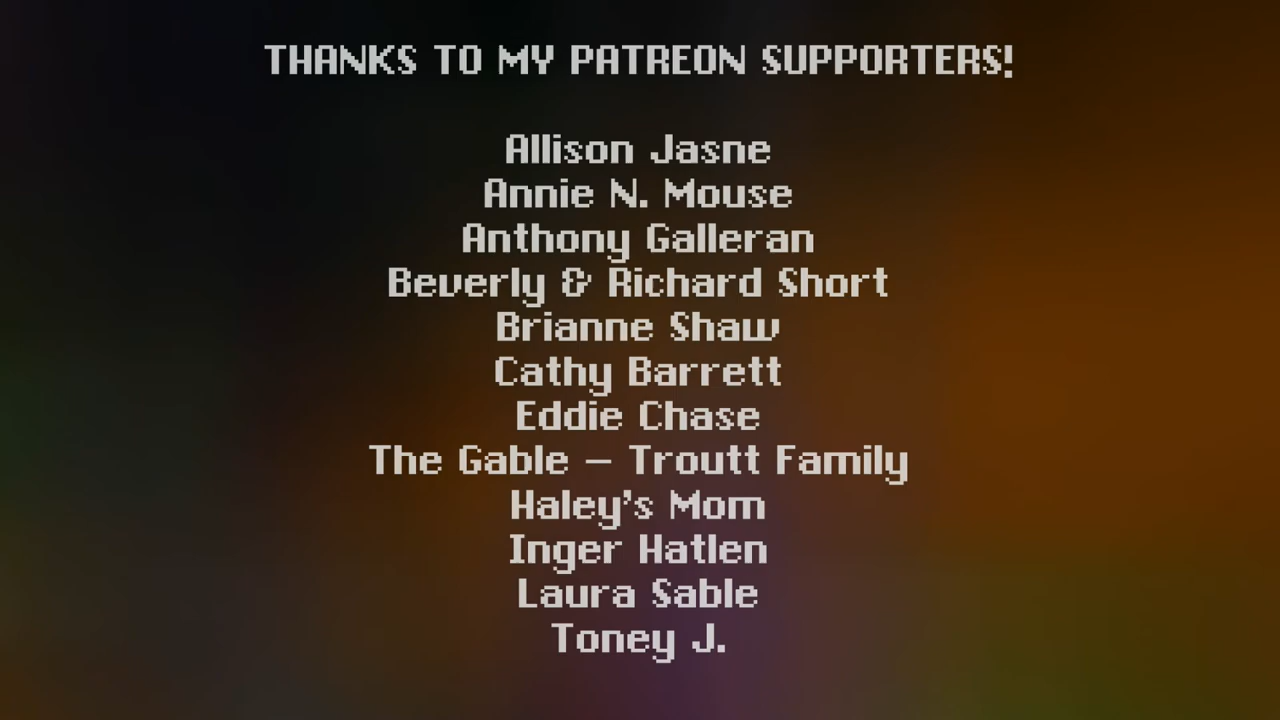 THANKS TO MY PATREON SUPPORTERS!
Allison Jasne
Annie N. Mouse
Anthony Galleran
Beverly & Richard Short
Brianne Shaw
Cathy Barrett
Eddie Chase
The Gable – Troutt Family
Haley's Mom
Inger Hatlen
Laura Sable
Toney J.